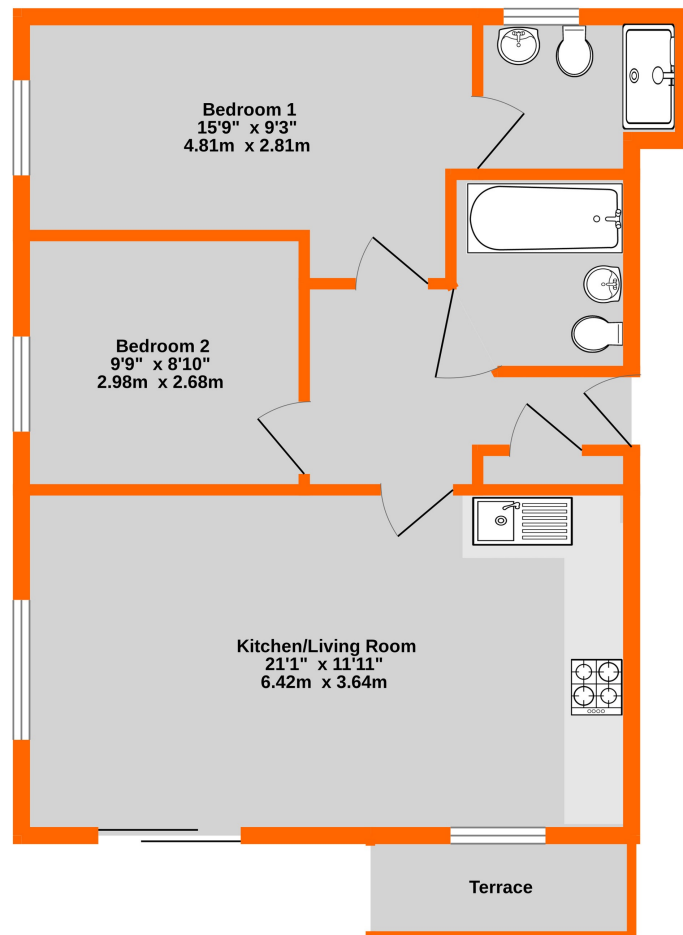 Bedroom 1
15'9"  x 9'3"
4.81m  x 2.81m
Bedroom 2
9'9"  x 8'10"
2.98m  x 2.68m
Kitchen/Living Room
21'1"  x 11'11"
6.42m  x 3.64m
Terrace